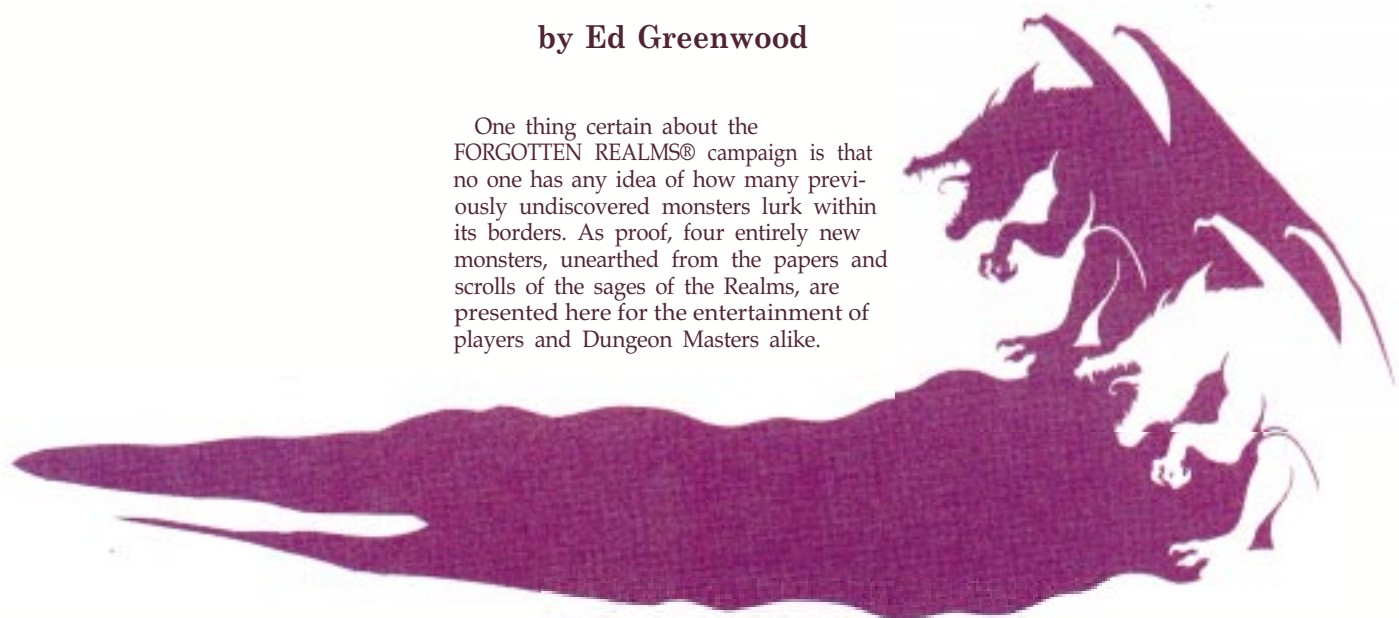 by Ed Greenwood
One thing certain about the
FORGOTTEN REALMS® campaign is that
no one has any idea of how many previ-
ously undiscovered monsters lurk within
its borders. As proof, four entirely new
monsters, unearthed from the papers and
scrolls of the sages of the Realms, are
presented here for the entertainment of
players and Dungeon Masters alike.